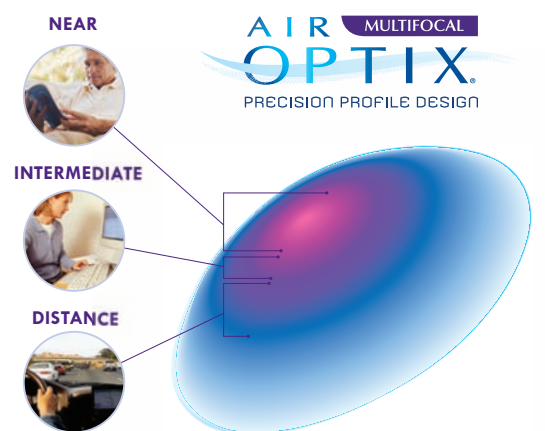 NEAR
AIR MULTIFOCAL
OPTIX®
PRECISION PROFILE DESIGN
INTERMEDIATE
DISTANCE